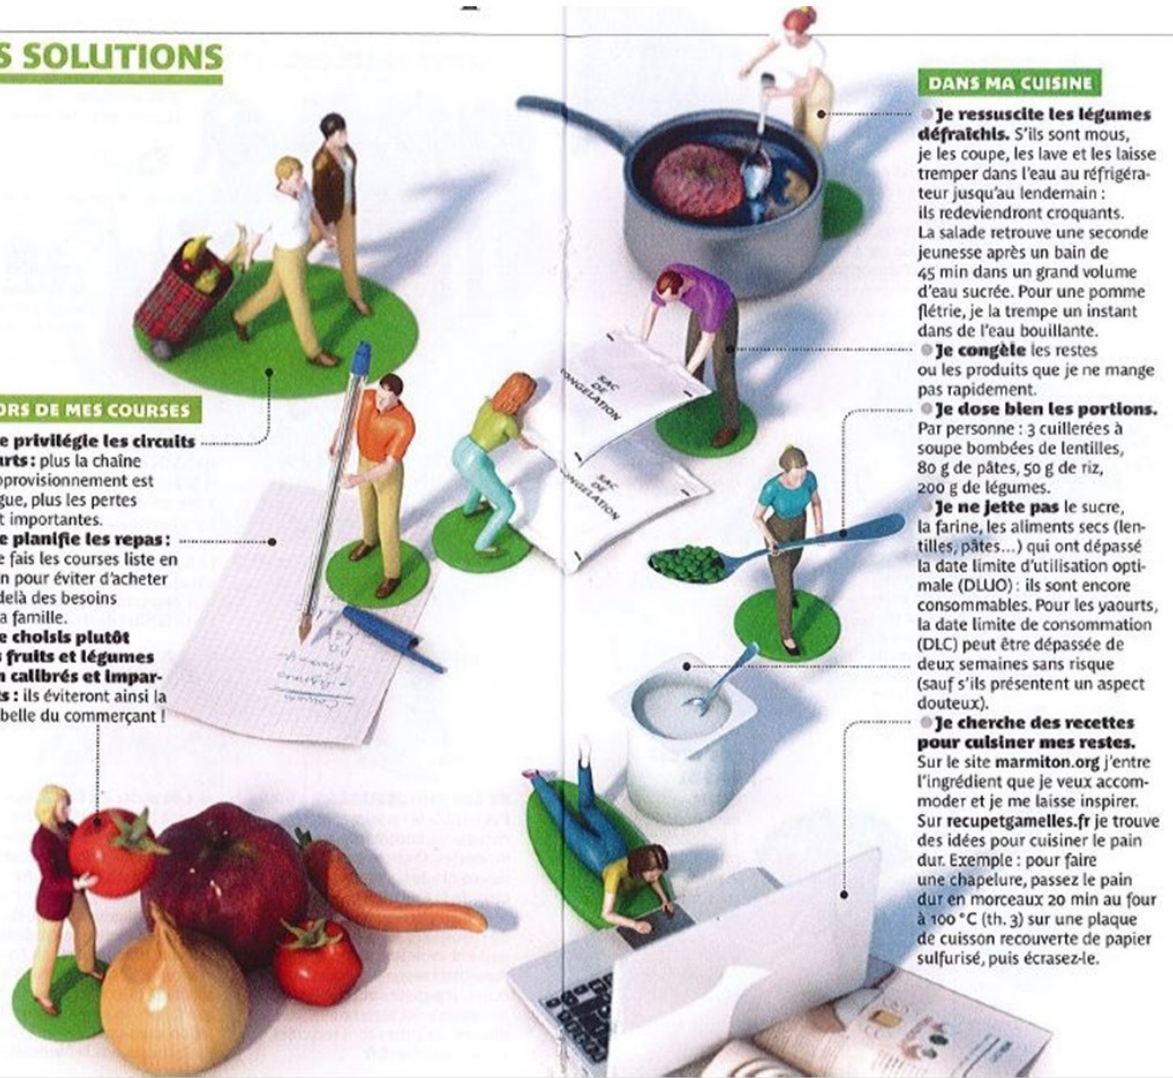 S SOLUTIONS
ORS DE MES COURSES
e privilégie les circuits
urts : plus la chaîne
pprovisionnement est
gue, plus les pertes
t importantes.
e planifie les repas :
e fais les courses liste en
n pour éviter d'acheter
delà des besoins
a famille.
e choisis plutôt
s fruits et légumes
n calibrés et impar-
ts : ils éviteront ainsi la
belle du commerçant !
SAC
DE
CONGELATION
SAC
DE
CONGELATION
DANS MA CUISINE
Je ressuscite les légumes
défraîchis. S'ils sont mous,
je les coupe, les lave et les laisse
tremper dans l'eau au réfrigéra-
teur jusqu'au lendemain :
ils redeviendront croquants.
La salade retrouve une seconde
jeunesse après un bain de
45 min dans un grand volume
d'eau sucrée. Pour une pomme
flétrie, je la trempe un instant
dans de l'eau bouillante.
Je congèle les restes
ou les produits que je ne mange
pas rapidement.
Je dose bien les portions.
Par personne : 3 cuillerées à
soupe bombées de lentilles,
80 g de pâtes, 50 g de riz,
200 g de légumes.
Je ne jette pas le sucre,
la farine, les aliments secs (len-
tilles, pâtes...) qui ont dépassé
la date limite d'utilisation opti-
male (DLUO) : ils sont encore
consommables. Pour les yaourts,
la date limite de consommation
(DLC) peut être dépassée de
deux semaines sans risque
(sauf s'ils présentent un aspect
douteux).
Je cherche des recettes
pour cuisiner mes restes.
Sur le site marmiton.org j'entre
l'ingrédient que je veux accom-
moder et je me laisse inspirer.
Sur recupetgamelles.fr je trouve
des idées pour cuisiner le pain
dur. Exemple : pour faire
une chapelure, passez le pain
dur en morceaux 20 min au four
à 100 °C (th. 3) sur une plaque
de cuisson recouverte de papier
sulfurisé, puis écrasez-le.